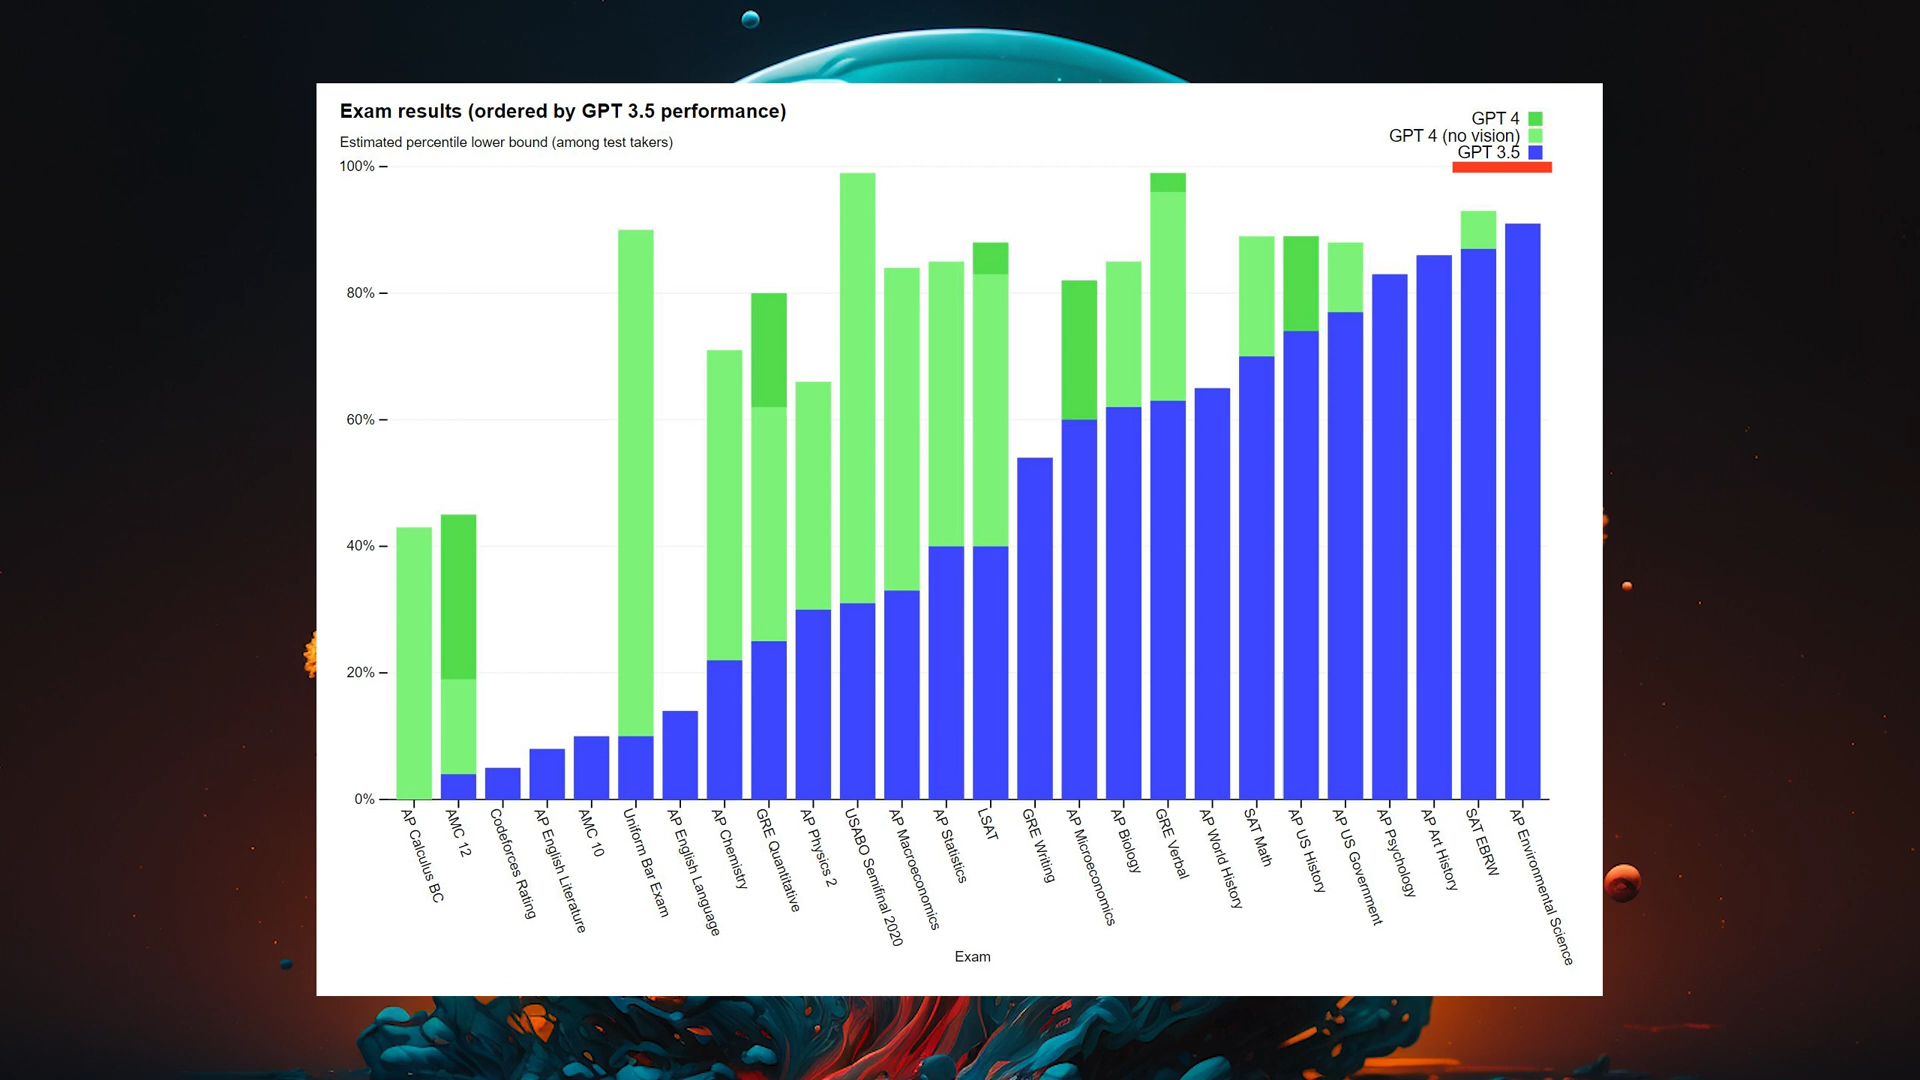 Exam results (ordered by GPT 3.5 performance)
Estimated percentile lower bound (among test takers)
GPT 4
GPT 4 (no vision)
GPT 3.5
100%
80%
60%
40%
20%
0%
AP Calculus BC
AMC 12
Codeforces Rating
AP English Literature
AMC 10
Uniform Bar Exam
AP English Language
AP Chemistry
GRE Quantitative
AP Physics 2
USABO Semifinal 2020
AP Macroeconomics
AP Statistics
LSAT
GRE Writing
AP Microeconomics
AP Biology
GRE Verbal
AP World History
SAT Math
AP US History
AP US Government
AP Psychology
AP Art History
SAT EBRW
AP Environmental Science
Exam